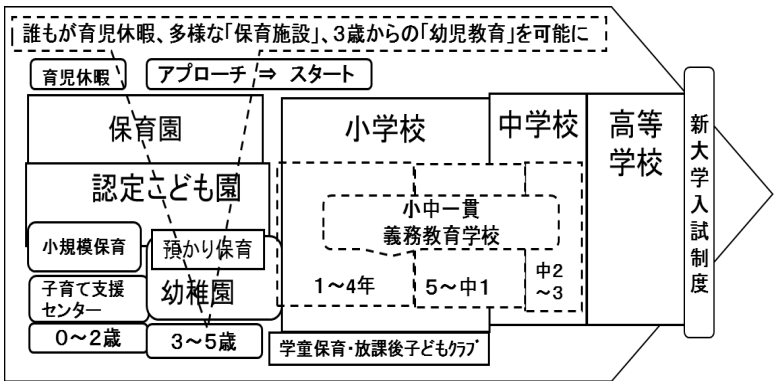 誰もが育児休暇、多様な「保育施設」、3歳からの「幼児教育」を可能に
育児休暇
アプローチ ⇒ スタート
保育園
認定こども園
小規模保育
預かり保育
幼稚園
子育て支援
センター
0～2歳
3～5歳
小学校
中学校
高等
学校
小中一貫
義務教育学校
1～4年
5～中1
中2
～3
学童保育・放課後子どもクラブ
新大学入試制度